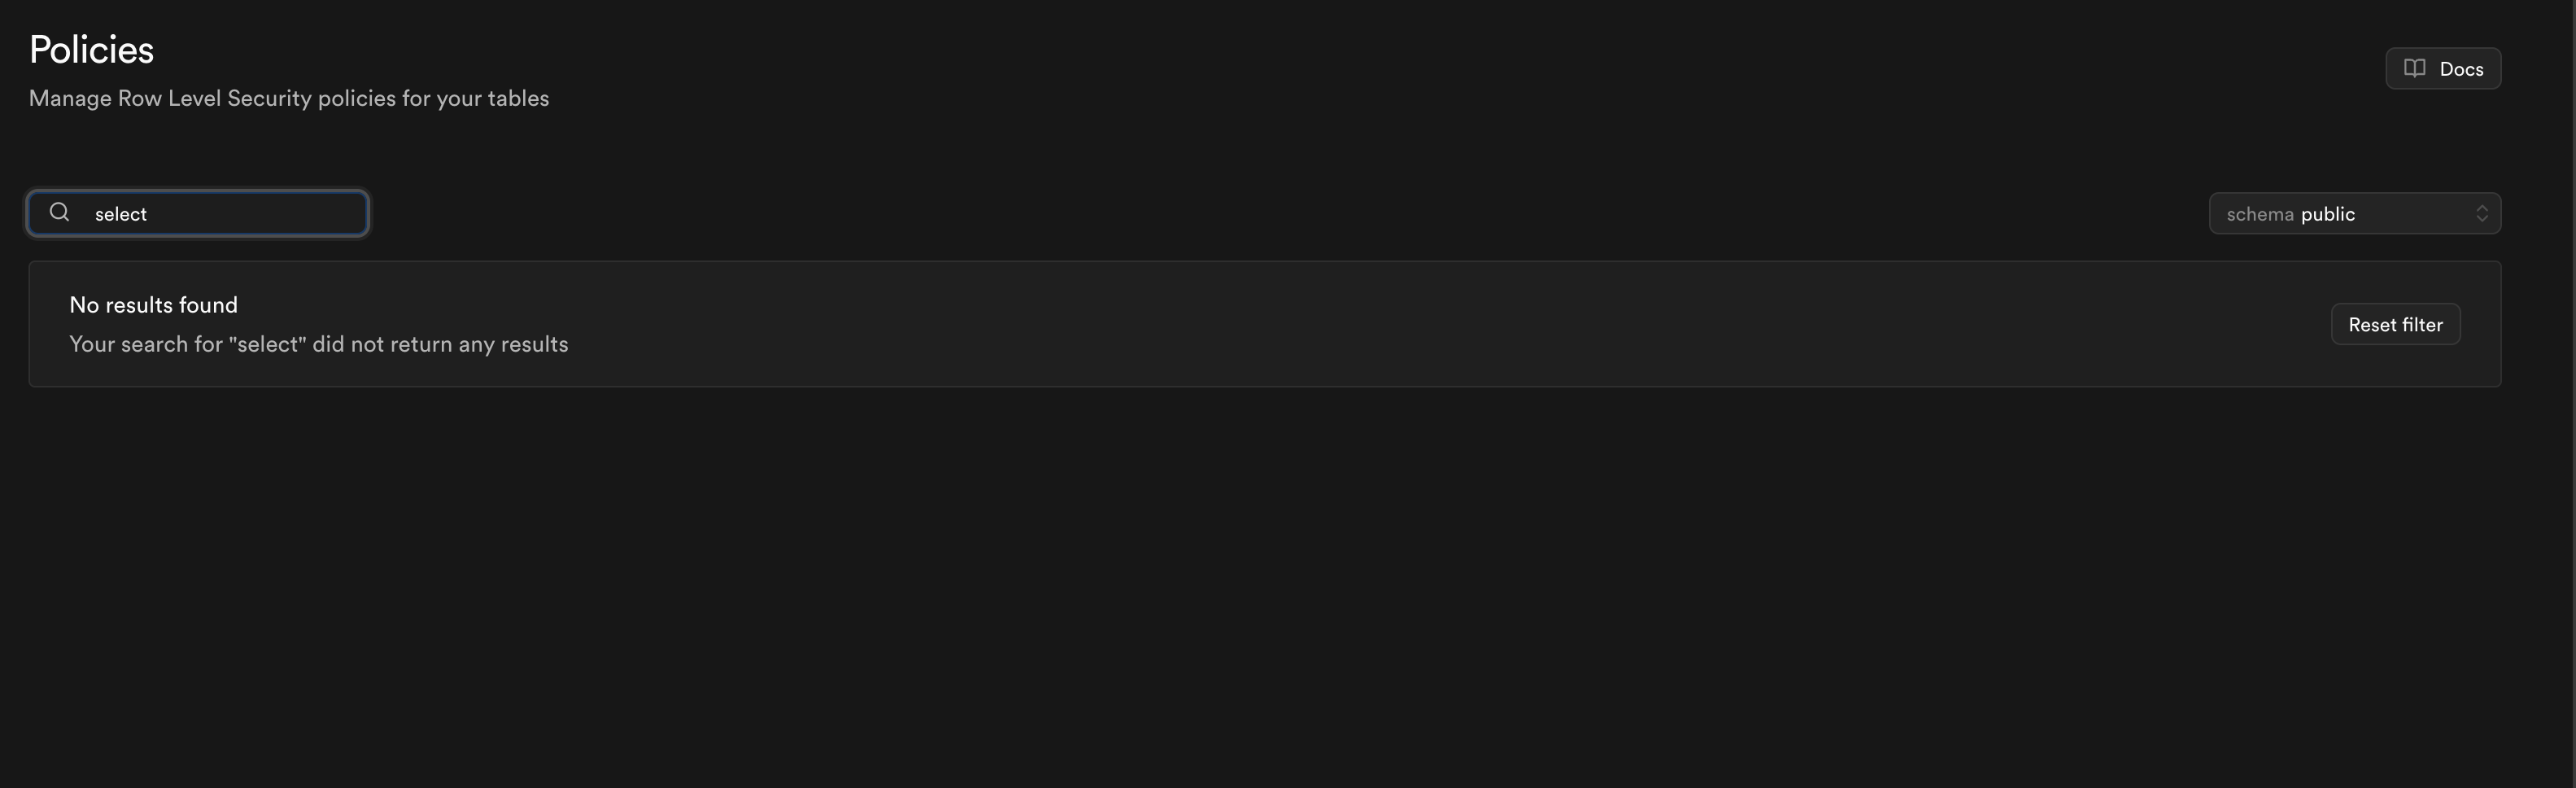 Policies
Manage Row Level Security policies for your tables
Docs
select
schema public
No results found
Your search for "select" did not return any results
Reset filter